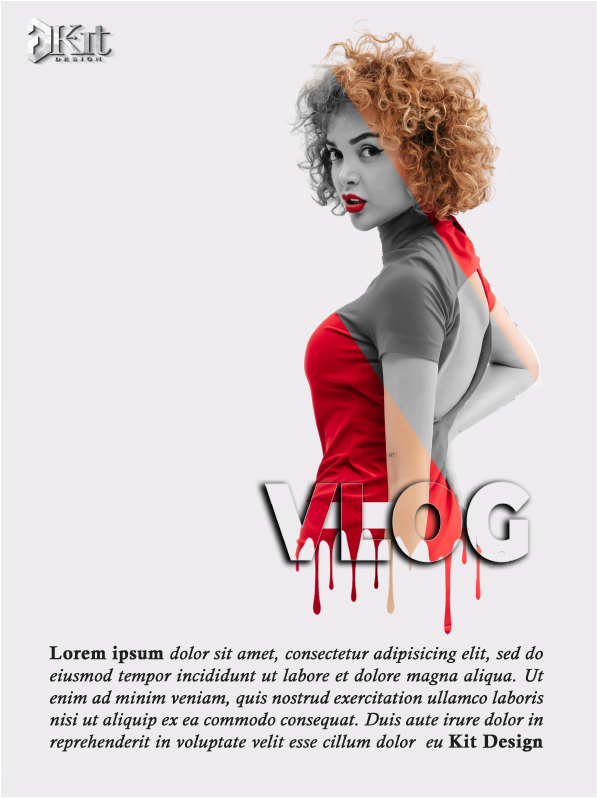 Kit
DESIGN
VLOG
Lorem ipsum dolor sit amet, consectetur adipisicing elit, sed do
eiusmod tempor incididunt ut labore et dolore magna aliqua. Ut
enim ad minim veniam, quis nostrud exercitation ullamco laboris
nisi ut aliquip ex ea commodo consequat. Duis aute irure dolor in
reprehenderit in voluptate velit esse cillum dolor eu Kit Design